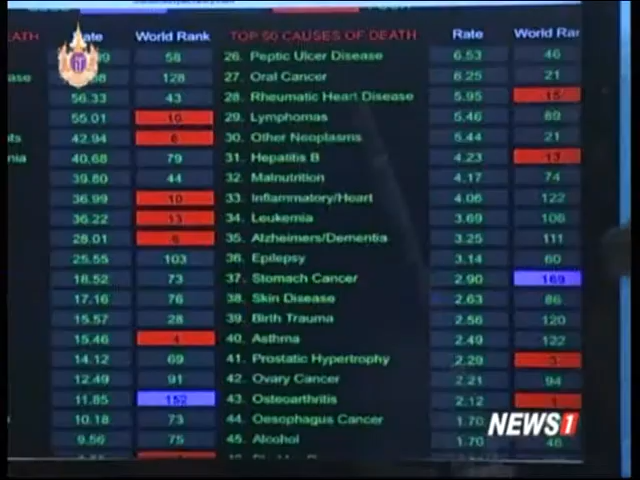 EATH Rate World Rank TOP 50 CAUSES OF DEATH Rate World Ran
58 26. Peptic Ulcer Disease 6.53 46
ease 128 27. Oral Cancer 6.25 21
56.33 43 28. Rheumatic Heart Disease 5.95 15
55.01 10 29. Lymphomas 5.46 89
ts 42.94 6 30. Other Neoplasms 5.44 21
nia 40.68 79 31. Hepatitis B 4.23 13
39.80 44 32. Malnutrition 4.17 74
36.99 10 33. Inflammatory/Heart 4.06 122
36.22 13 34. Leukemia 3.69 106
28.01 6 35. Alzheimers/Dementia 3.25 111
25.55 103 36. Epilepsy 3.14 60
18.52 73 37. Stomach Cancer 2.90 169
17.16 76 38. Skin Disease 2.63 86
15.57 28 39. Birth Trauma 2.56 120
15.46 4 40. Asthma 2.49 122
14.12 69 41. Prostatic Hypertrophy 2.29 3
12.49 91 42. Ovary Cancer 2.21 94
11.85 152 43. Osteoarthritis 2.12 1
10.18 73 44. Oesophagus Cancer 1.70
9.56 75 45. Alcohol 1.70 46
NEWS1